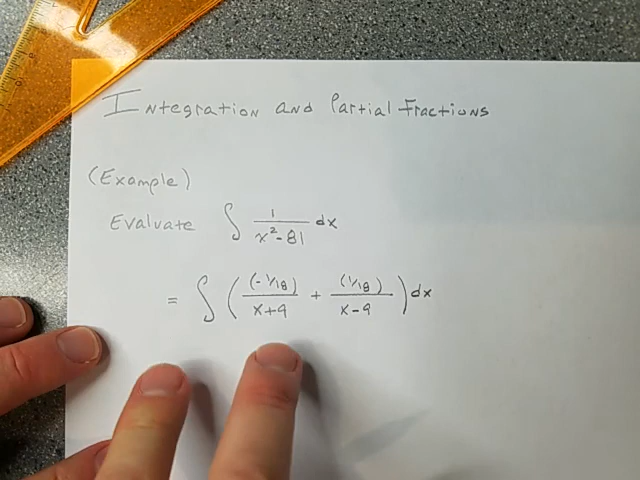 Integration and Partial Fractions
(Example)
Evaluate ∫ 1/(x²-81) dx
= ∫ ( (-1/18)/(x+9) + (1/18)/(x-9) ) dx